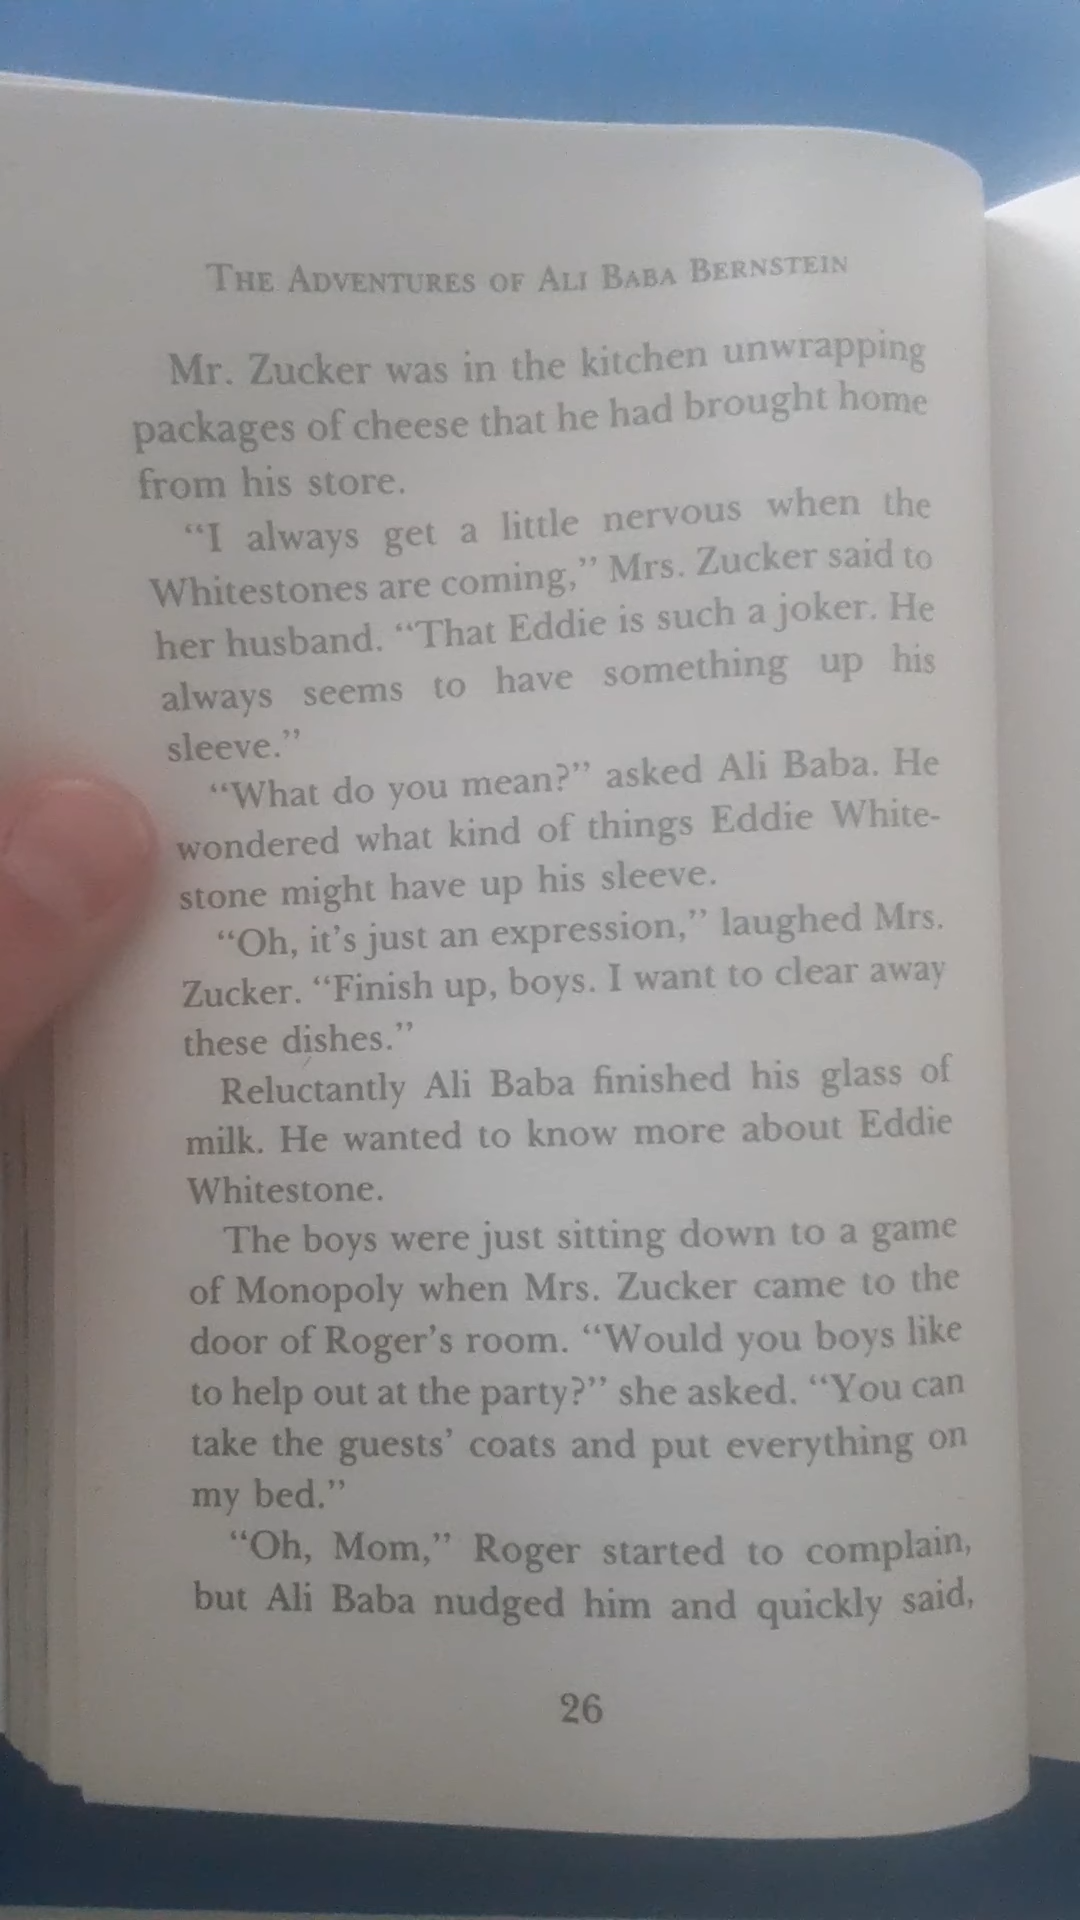 THE ADVENTURES OF ALI BABA BERNSTEIN
Mr. Zucker was in the kitchen unwrapping
packages of cheese that he had brought home
from his store.
“I always get a little nervous when the
Whitestones are coming,” Mrs. Zucker said to
her husband. “That Eddie is such a joker. He
always seems to have something up his
sleeve.”
“What do you mean?” asked Ali Baba. He
wondered what kind of things Eddie White-
stone might have up his sleeve.
“Oh, it’s just an expression,” laughed Mrs.
Zucker. “Finish up, boys. I want to clear away
these dishes.”
Reluctantly Ali Baba finished his glass of
milk. He wanted to know more about Eddie
Whitestone.
The boys were just sitting down to a game
of Monopoly when Mrs. Zucker came to the
door of Roger’s room. “Would you boys like
to help out at the party?” she asked. “You can
take the guests’ coats and put everything on
my bed.”
“Oh, Mom,” Roger started to complain,
but Ali Baba nudged him and quickly said,
26